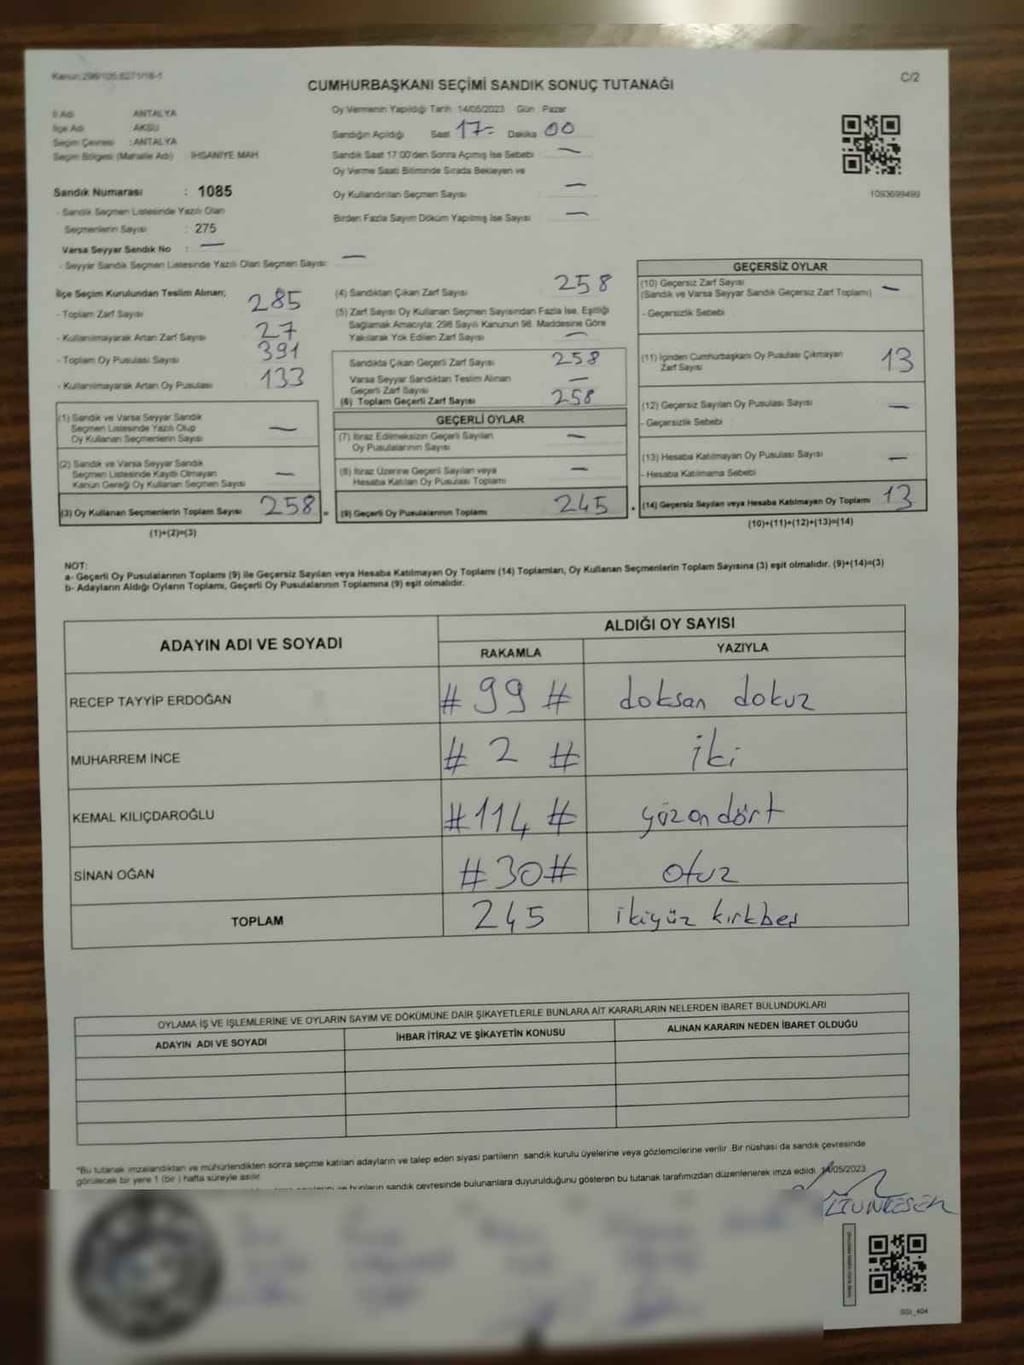 Kanun:298/105,6271/16-1
C/2
CUMHURBAŞKANI SEÇİMİ SANDIK SONUÇ TUTANAĞI
İl Adı ANTALYA
İlçe Adı : AKSU
Seçim Çevresi : ANTALYA
Seçim Bölgesi (Mahalle Adı) İHSANİYE MAH
Sandık Numarası : 1085
- Sandık Seçmen Listesinde Yazılı Olan
Seçmenlerin Sayısı : 275
Varsa Seyyar Sandık No : —
- Seyyar Sandık Seçmen Listesinde Yazılı Olan Seçmen Sayısı —
Oy Vermenin Yapıldığı Tarih 14/05/2023 Gün Pazar
Sandığın Açıldığı Saat 17- Dakika 00
Sandık Saat 17:00'den Sonra Açılmış İse Sebebi —
Oy Verme Saati Bitiminde Sırada Bekleyen ve
Oy Kullandırılan Seçmen Sayısı —
Birden Fazla Sayım Döküm Yapılmış İse Sayısı —
1093699499
İlçe Seçim Kurulundan Teslim Alınan;
- Toplam Zarf Sayısı 285
- Kullanılmayarak Artan Zarf Sayısı 27
- Toplam Oy Pusulası Sayısı 391
- Kullanılmayarak Artan Oy Pusulası 133
(1) Sandık ve Varsa Seyyar Sandık
Seçmen Listesinde Yazılı Olup
Oy Kullanan Seçmenlerin Sayısı —
(2) Sandık ve Varsa Seyyar Sandık
Seçmen Listesinde Kayıtlı Olmayan
Kanun Gereği Oy Kullanan Seçmen Sayısı —
(3) Oy Kullanan Seçmenlerin Toplam Sayısı 258
(1)+(2)=(3)
(4) Sandıktan Çıkan Zarf Sayısı 258
(5) Zarf Sayısı Oy Kullanan Seçmen Sayısından Fazla İse, Eşitliği
Sağlamak Amacıyla; 298 Sayılı Kanunun 98. Maddesine Göre
Yakılarak Yok Edilen Zarf Sayısı —
Sandıkta Çıkan Geçerli Zarf Sayısı 258
Varsa Seyyar Sandıktan Teslim Alınan
Geçerli Zarf Sayısı —
(6) Toplam Geçerli Zarf Sayısı 258
GEÇERLİ OYLAR
(7) İtiraz Edilmeksizin Geçerli Sayılan
Oy Pusulalarının Sayısı —
(8) İtiraz Üzerine Geçerli Sayılan veya
Hesaba Katılan Oy Pusulası Toplamı —
(9) Geçerli Oy Pusulalarının Toplamı 245
GEÇERSİZ OYLAR
(10) Geçersiz Zarf Sayısı
(Sandık ve Varsa Seyyar Sandık Geçersiz Zarf Toplamı) —
- Geçersizlik Sebebi
(11) İçinden Cumhurbaşkanı Oy Pusulası Çıkmayan
Zarf Sayısı 13
(12) Geçersiz Sayılan Oy Pusulası Sayısı —
- Geçersizlik Sebebi
(13) Hesaba Katılmayan Oy Pusulası Sayısı —
- Hesaba Katılmama Sebebi
(14) Geçersiz Sayılan veya Hesaba Katılmayan Oy Toplamı 13
(10)+(11)+(12)+(13)=(14)
NOT:
a- Geçerli Oy Pusulalarının Toplamı (9) ile Geçersiz Sayılan veya Hesaba Katılmayan Oy Toplamı (14) Toplamları, Oy Kullanan Seçmenlerin Toplam Sayısına (3) eşit olmalıdır. (9)+(14)=(3)
b- Adayların Aldığı Oyların Toplamı, Geçerli Oy Pusulalarının Toplamına (9) eşit olmalıdır.
ADAYIN ADI VE SOYADI
ALDIĞI OY SAYISI
RAKAMLA YAZIYLA
RECEP TAYYİP ERDOĞAN # 99 # doksan dokuz
MUHARREM İNCE # 2 # iki
KEMAL KILIÇDAROĞLU #114 # yüzondört
SİNAN OĞAN #30# otuz
TOPLAM 245 ikiyüz kırkbeş
OYLAMA İŞ VE İŞLEMLERİNE VE OYLARIN SAYIM VE DÖKÜMÜNE DAİR ŞİKAYETLERLE BUNLARA AİT KARARLARIN NELERDEN İBARET BULUNDUKLARI
ADAYIN ADI VE SOYADI İHBAR İTİRAZ VE ŞİKAYETİN KONUSU ALINAN KARARIN NEDEN İBARET OLDUĞU
"Bu tutanak imzalandıktan ve mühürlendikten sonra seçime katılan adayların ve talep eden siyasi partilerin sandık kurulu üyelerine veya gözlemcilerine verilir. Bir nüshası da sandık çevresinde
görülecek bir yere 1 (bir ) hafta süreyle asılır.
bunların sandık çevresinde bulunanlara duyurulduğunu gösteren bu tutanak tarafımızdan düzenlenerek imza edildi. 14/05/2023